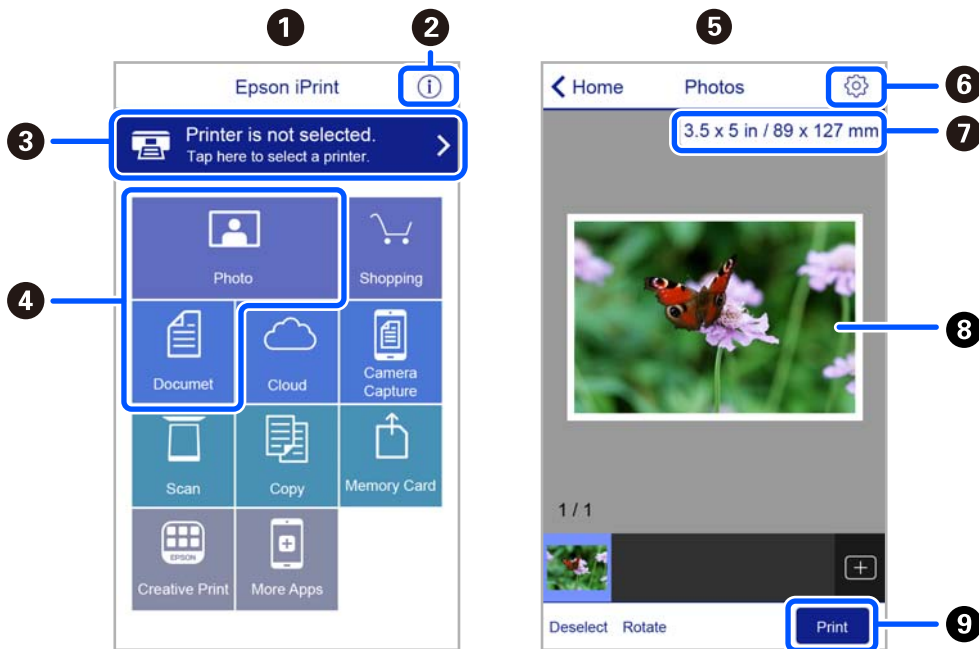 1
2
5
Epson iPrint
i
Home
Photos
6
3
Printer is not selected.
Tap here to select a printer.
3.5 x 5 in / 89 x 127 mm
7
4
Photo
Shopping
Documet
Cloud
Camera
Capture
8
Scan
Copy
Memory Card
1 / 1
EPSON
Creative Print
More Apps
Deselect
Rotate
Print
9